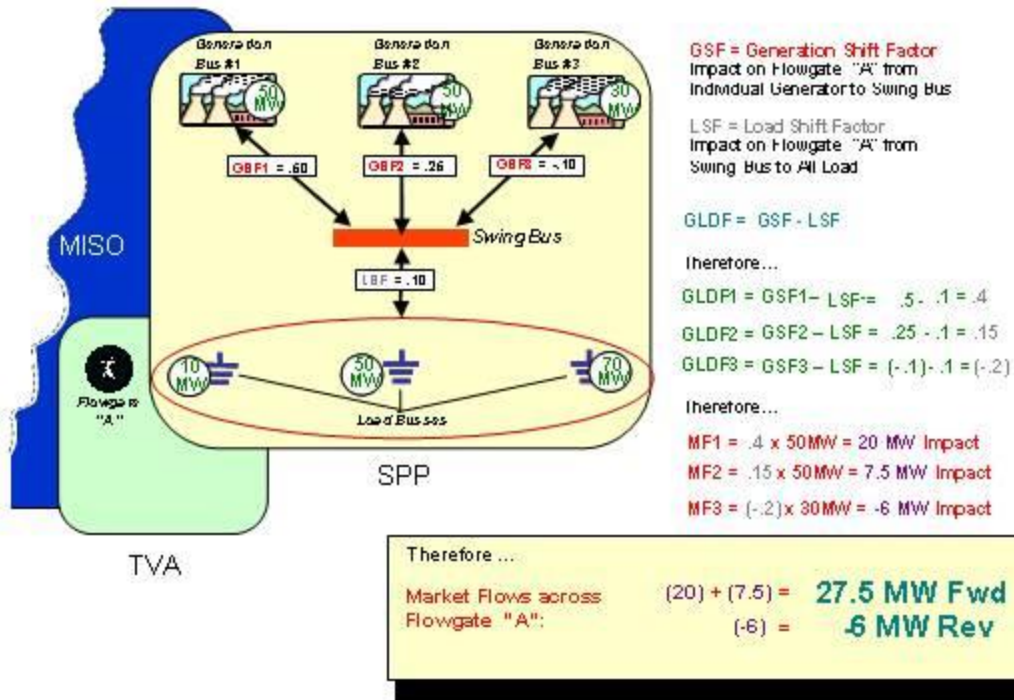 Generation
Bus #1
Generation
Bus #2
Generation
Bus #3
50
MW
50
MW
30
MW
GSF1 = .60
GSF2 = .26
GSF3 = -.10
Swing Bus
LSF = .10
10
MW
50
MW
70
MW
Load Busses
MISO
Flowgate
"A"
SPP
TVA
GSF = Generation Shift Factor
Impact on Flowgate "A" from
Individual Generator to Swing Bus
LSF = Load Shift Factor
Impact on Flowgate "A" from
Swing Bus to All Load
GLDF = GSF - LSF
Therefore...
GLDF1 = GSF1 – LSF = .5 - .1 = .4
GLDF2 = GSF2 – LSF = .25 - .1 = .15
GLDF3 = GSF3 – LSF = (-.1) - .1 = (-.2)
Therefore...
MF1 = .4 x 50MW = 20 MW Impact
MF2 = .15 x 50MW = 7.5 MW Impact
MF3 = (-.2) x 30MW = -6 MW Impact
Therefore ...
Market Flows across
Flowgate "A":
(20) + (7.5) = 27.5 MW Fwd
(-6) = -6 MW Rev